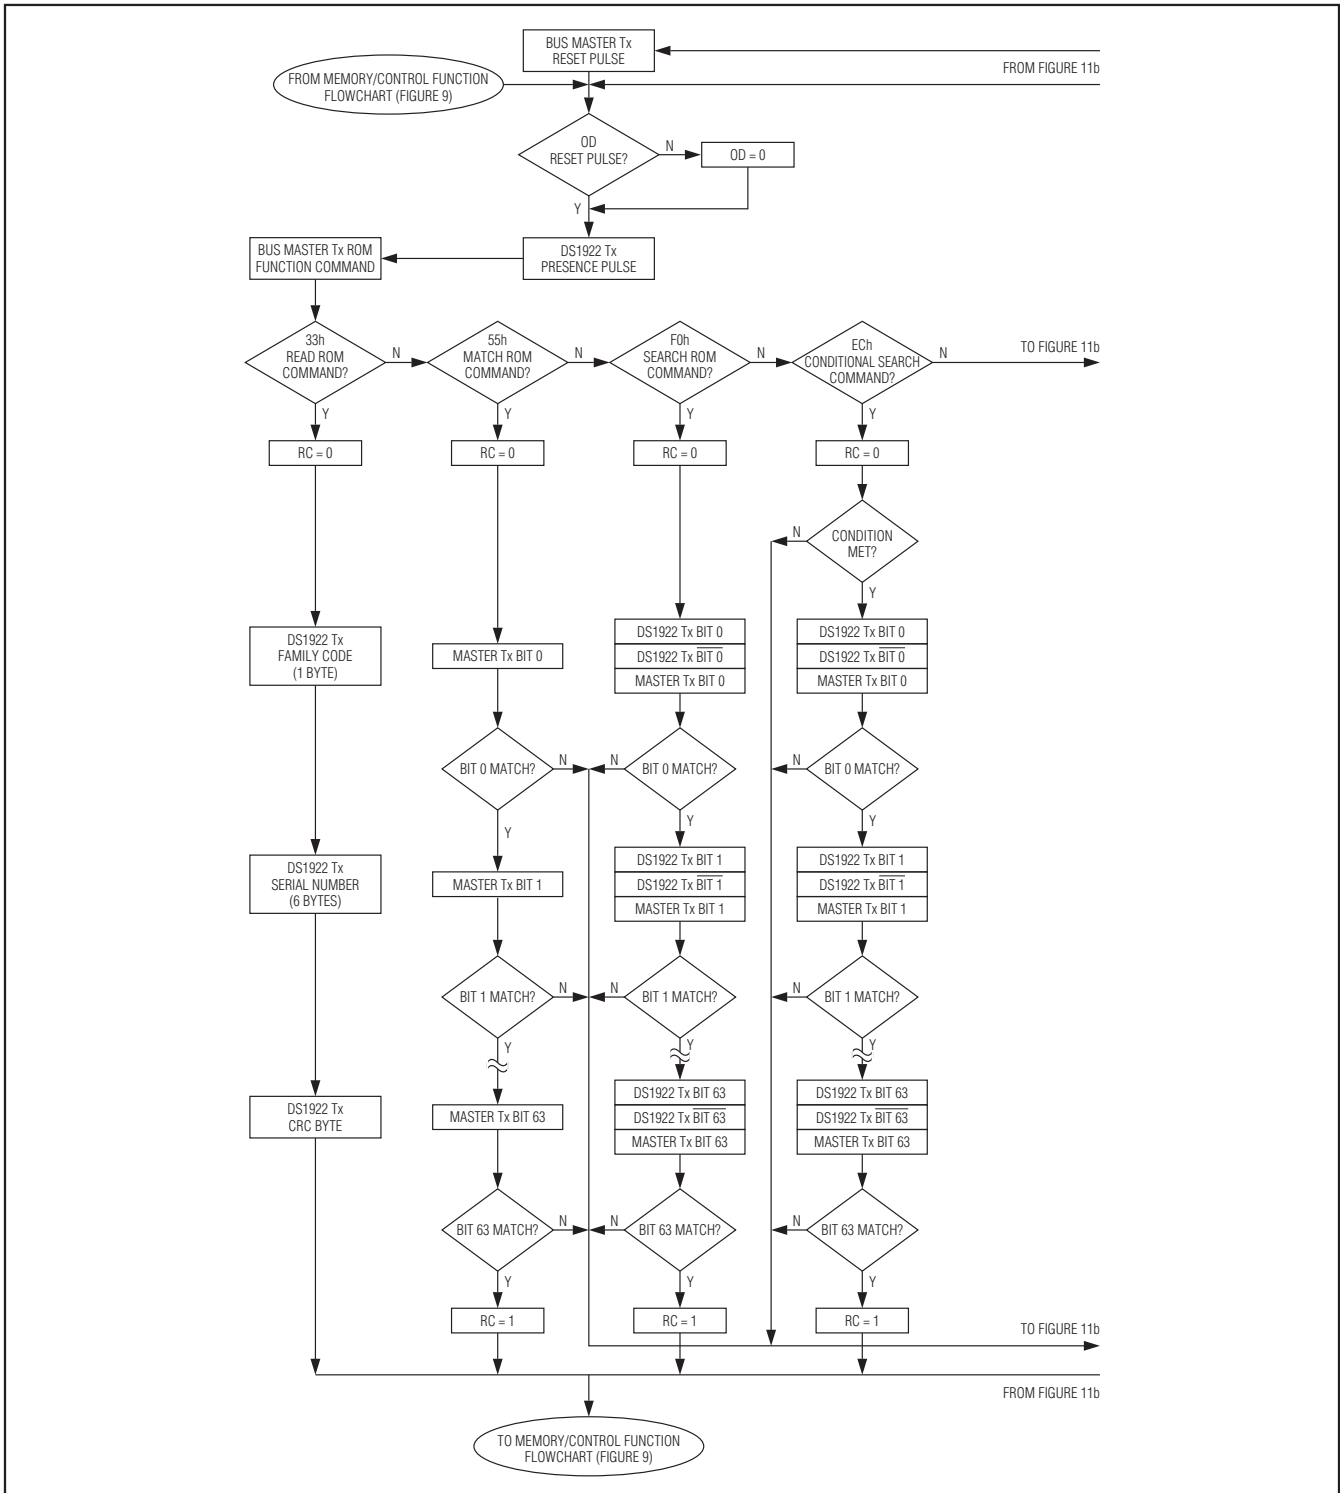 BUS MASTER Tx
RESET PULSE
FROM FIGURE 11b
FROM MEMORY/CONTROL FUNCTION
FLOWCHART (FIGURE 9)
OD
RESET PULSE?
N
OD = 0
Y
BUS MASTER Tx ROM
FUNCTION COMMAND
DS1922 Tx
PRESENCE PULSE
33h
READ ROM
COMMAND?
N
55h
MATCH ROM
COMMAND?
N
F0h
SEARCH ROM
COMMAND?
N
ECh
CONDITIONAL SEARCH
COMMAND?
N
TO FIGURE 11b
Y
Y
Y
Y
RC = 0
RC = 0
RC = 0
RC = 0
N
CONDITION
MET?
Y
DS1922 Tx
FAMILY CODE
(1 BYTE)
MASTER Tx BIT 0
DS1922 Tx BIT 0
DS1922 Tx B̅I̅T̅ ̅0̅
MASTER Tx BIT 0
DS1922 Tx BIT 0
DS1922 Tx B̅I̅T̅ ̅0̅
MASTER Tx BIT 0
BIT 0 MATCH?
N
N
BIT 0 MATCH?
N
BIT 0 MATCH?
Y
Y
Y
DS1922 Tx
SERIAL NUMBER
(6 BYTES)
MASTER Tx BIT 1
DS1922 Tx BIT 1
DS1922 Tx B̅I̅T̅ ̅1̅
MASTER Tx BIT 1
DS1922 Tx BIT 1
DS1922 Tx B̅I̅T̅ ̅1̅
MASTER Tx BIT 1
BIT 1 MATCH?
N
N
BIT 1 MATCH?
N
BIT 1 MATCH?
Y
Y
Y
DS1922 Tx
CRC BYTE
MASTER Tx BIT 63
DS1922 Tx BIT 63
DS1922 Tx B̅I̅T̅ ̅6̅3̅
MASTER Tx BIT 63
DS1922 Tx BIT 63
DS1922 Tx B̅I̅T̅ ̅6̅3̅
MASTER Tx BIT 63
BIT 63 MATCH?
N
N
BIT 63 MATCH?
N
BIT 63 MATCH?
Y
Y
Y
RC = 1
RC = 1
RC = 1
TO FIGURE 11b
FROM FIGURE 11b
TO MEMORY/CONTROL FUNCTION
FLOWCHART (FIGURE 9)